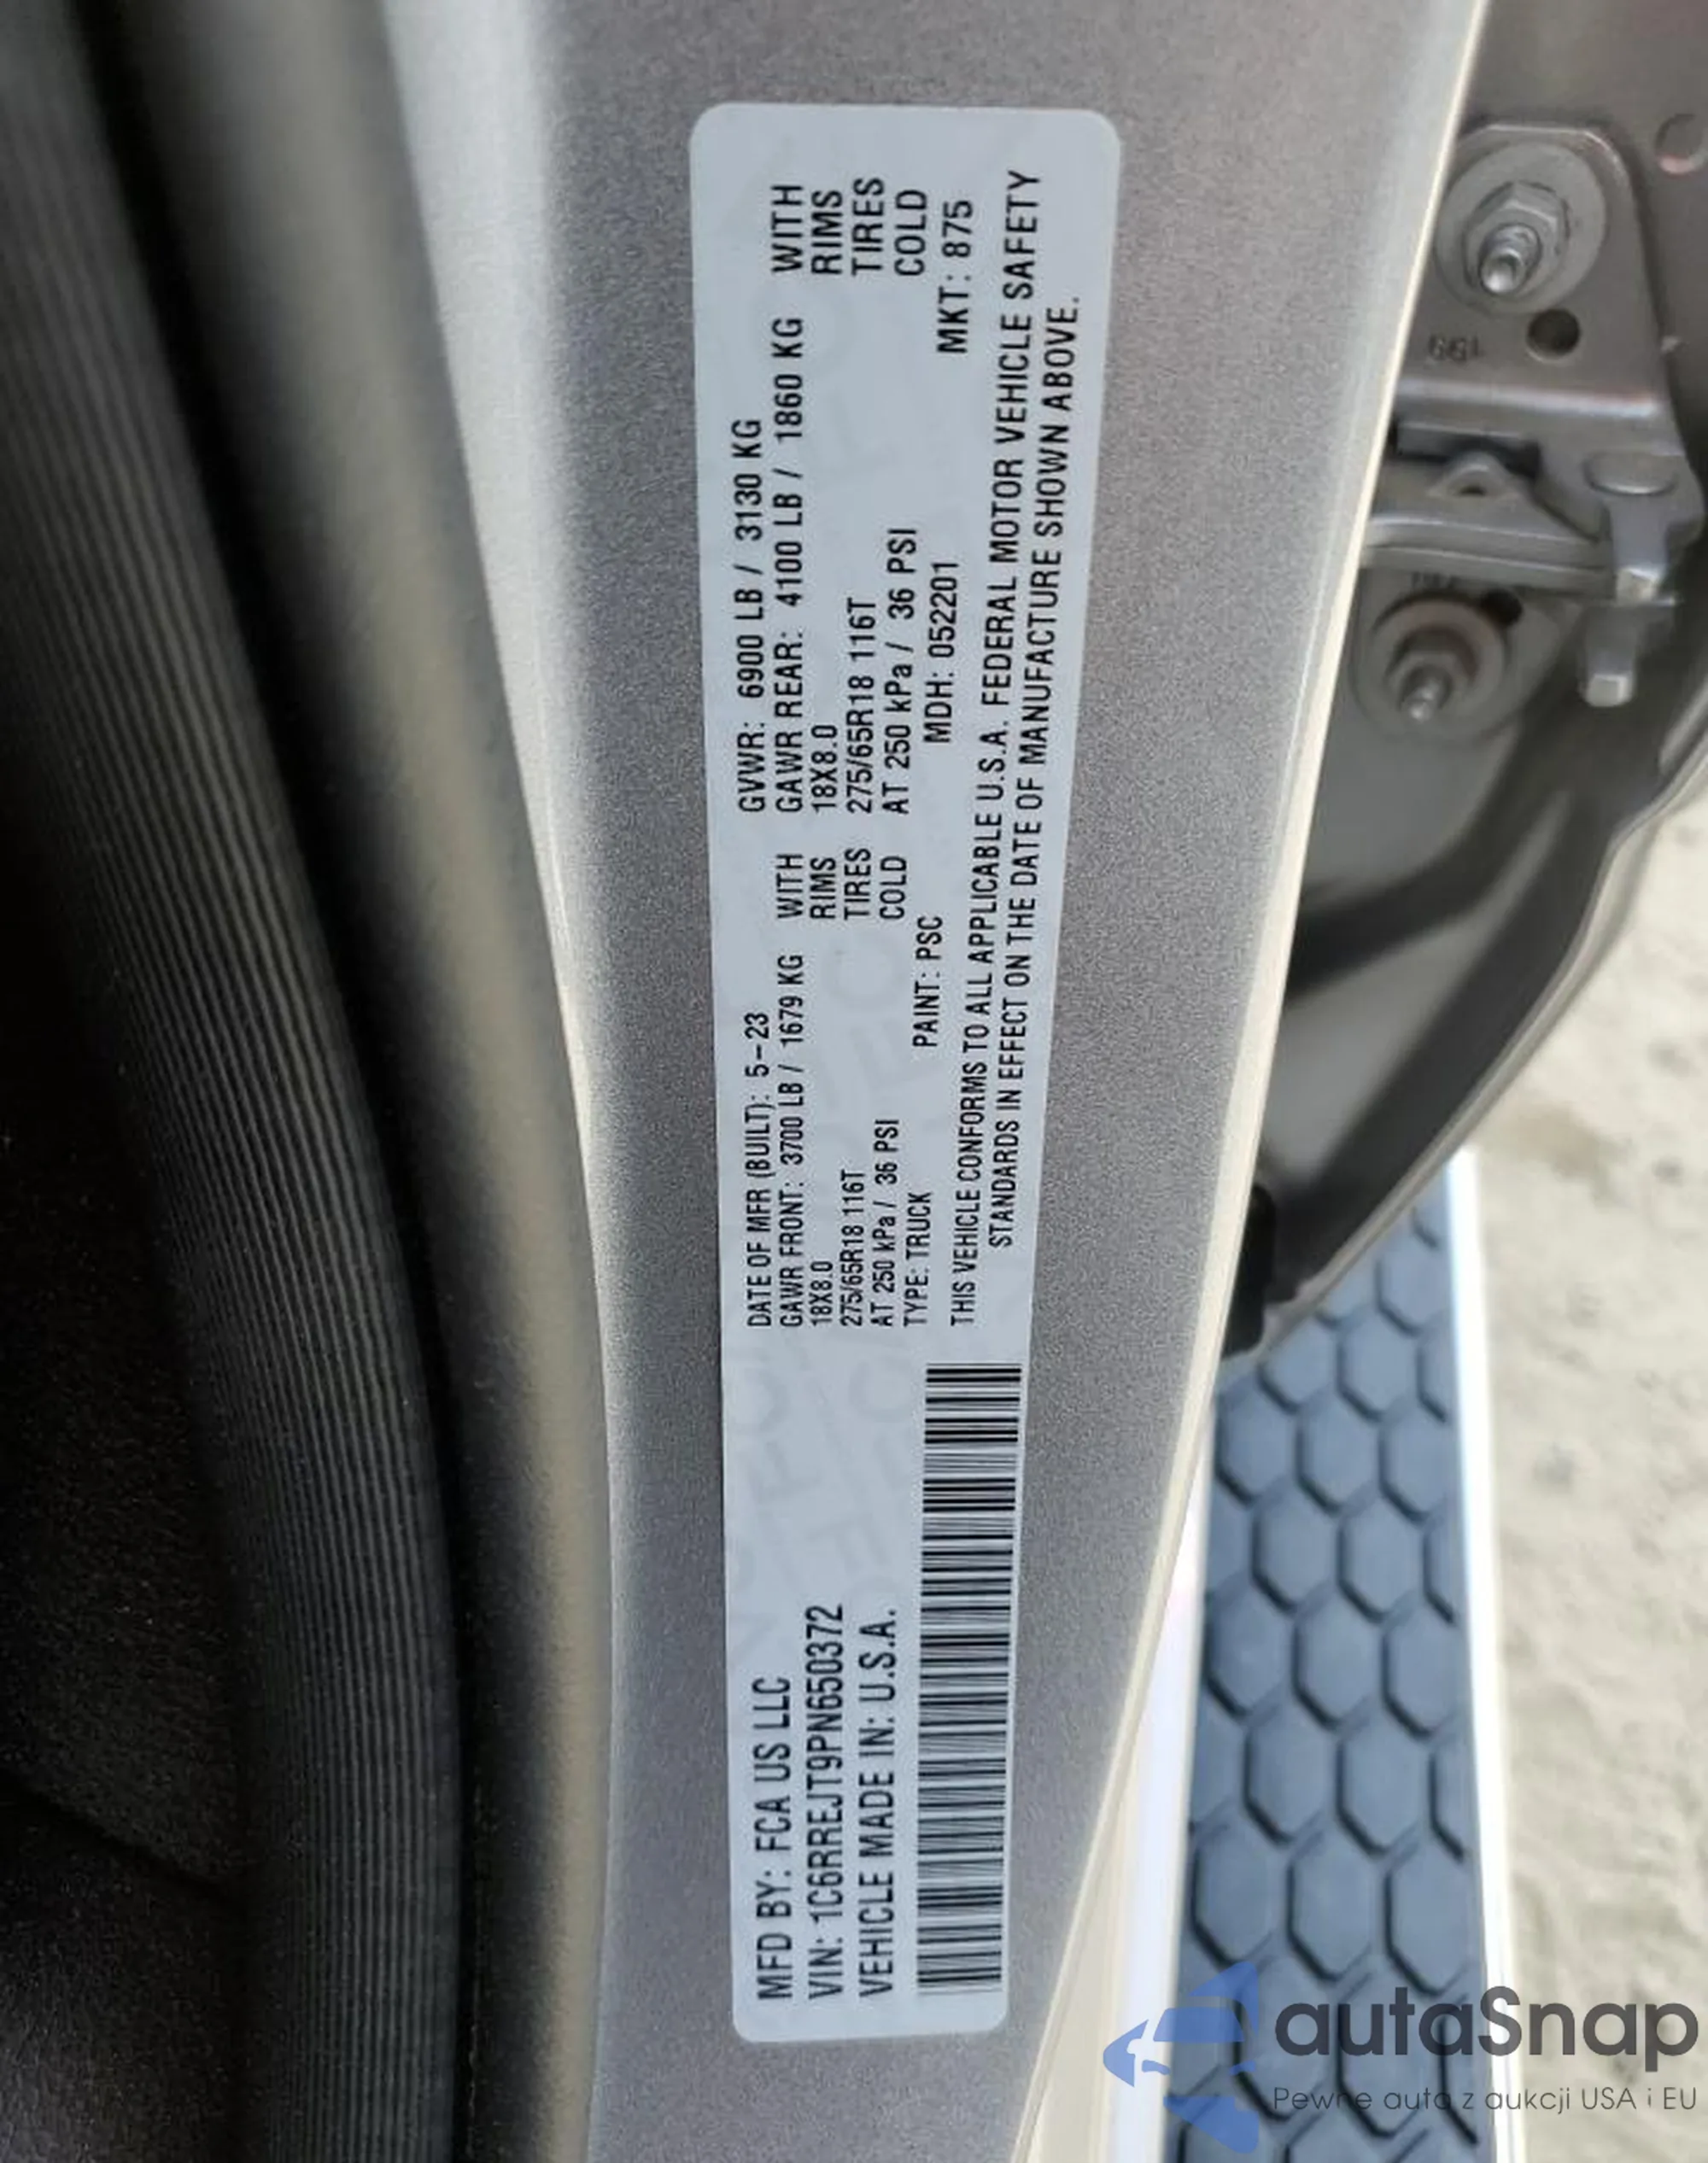 MFD BY: FCA US LLC
VIN: 1C6RREJT9PN650372
VEHICLE MADE IN: U.S.A.
DATE OF MFR (BUILT): 5-23 GVWR: 6900 LB / 3130 KG
GAWR FRONT: 3700 LB / 1679 KG WITH GAWR REAR: 4100 LB / 1860 KG WITH
18X8.0 RIMS 18X8.0 RIMS
275/65R18 116T TIRES 275/65R18 116T TIRES
AT 250 kPa / 36 PSI COLD AT 250 kPa / 36 PSI COLD
TYPE: TRUCK PAINT: PSC MDH: 052201 MKT: 875
THIS VEHICLE CONFORMS TO ALL APPLICABLE U.S.A. FEDERAL MOTOR VEHICLE SAFETY
STANDARDS IN EFFECT ON THE DATE OF MANUFACTURE SHOWN ABOVE.
autaSnap
Pewne auta z aukcji USA i EU